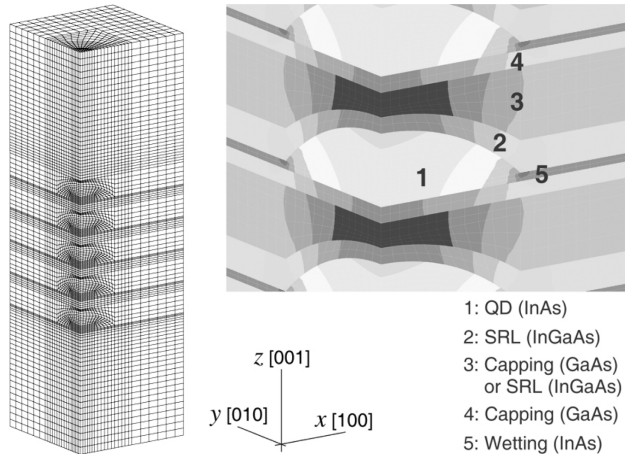 4
3
2
1
5
z [001]
y [010]
x [100]
1: QD (InAs)
2: SRL (InGaAs)
3: Capping (GaAs)
or SRL (InGaAs)
4: Capping (GaAs)
5: Wetting (InAs)